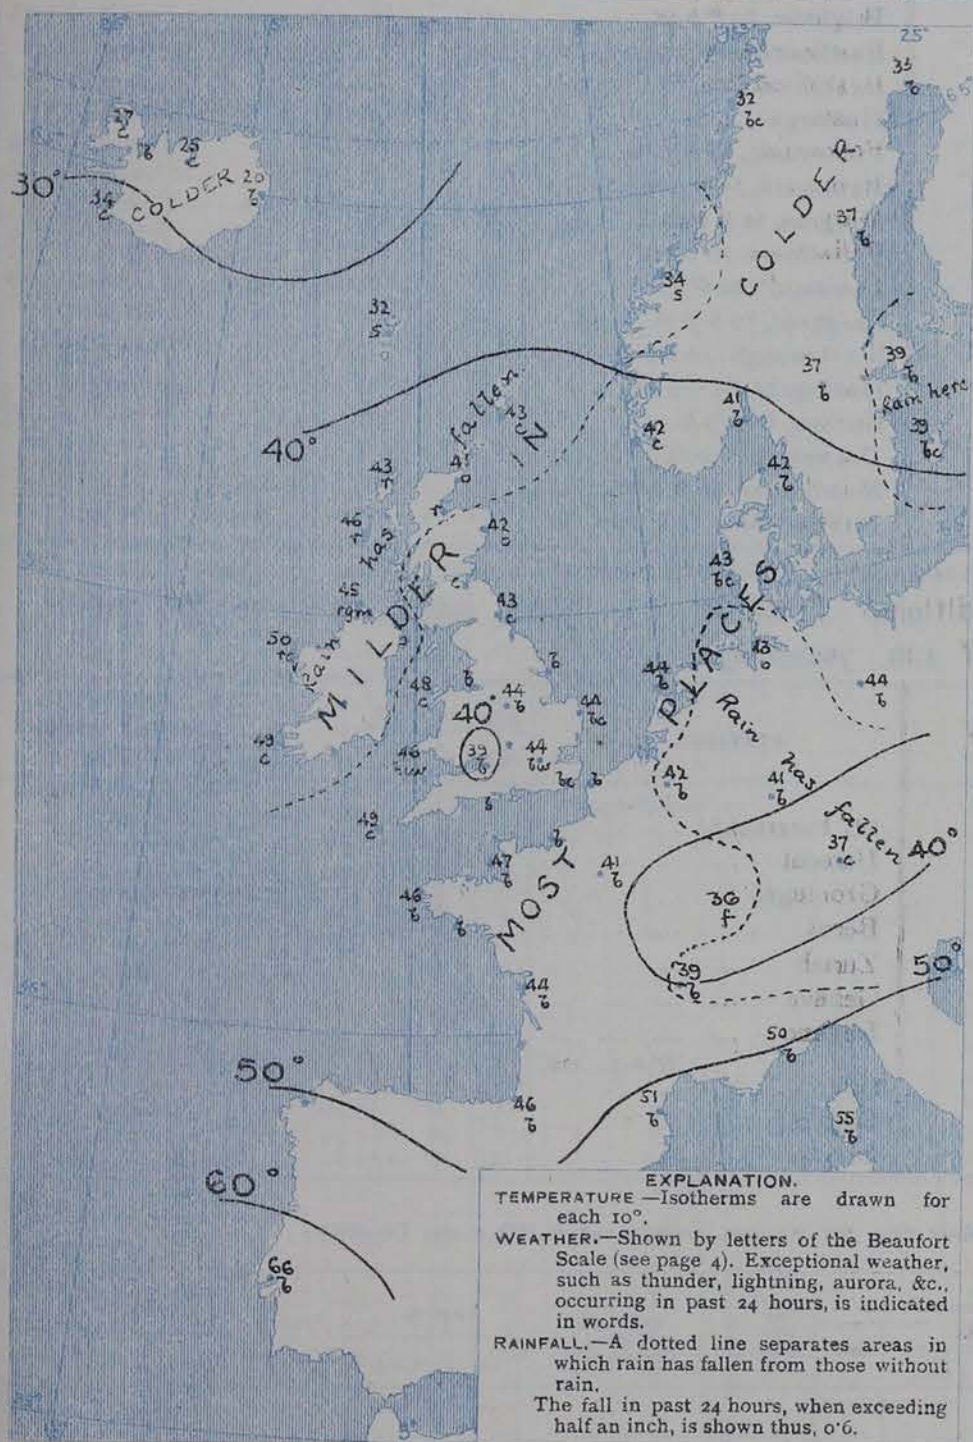 25°
35
b
65°
32
bc
27
c
b
25
c
30°
COLDER
20
b
34
c
COLDER
37
b
34
s
32
s
39
b
37
b
Rain here
41
b
43
c
fallen
IN
42
c
39
bc
40°
43
r
42
b
46
r
has
42
c
MILDER
43
bc
PLACES
45
rgm
c
43
c
50
Rain
b
43
o
44
b
44
b
48
c
b
44
b
40°
44
bc
Rain
49
c
46
39
b
44
bw
bc
b
42
b
41
b
has
b
49
c
b
fallen
37
c
40°
47
b
MOST
41
b
46
b
b
36
f
39
b
50°
44
b
50
b
50°
46
b
51
b
55
b
60°
66
b
5°
EXPLANATION.
TEMPERATURE—Isotherms are drawn for
each 10°.
WEATHER.—Shown by letters of the Beaufort
Scale (see page 4). Exceptional weather,
such as thunder, lightning, aurora, &c.,
occurring in past 24 hours, is indicated
in words.
RAINFALL.—A dotted line separates areas in
which rain has fallen from those without
rain.
The fall in past 24 hours, when exceeding
half an inch, is shown thus, 0·6.